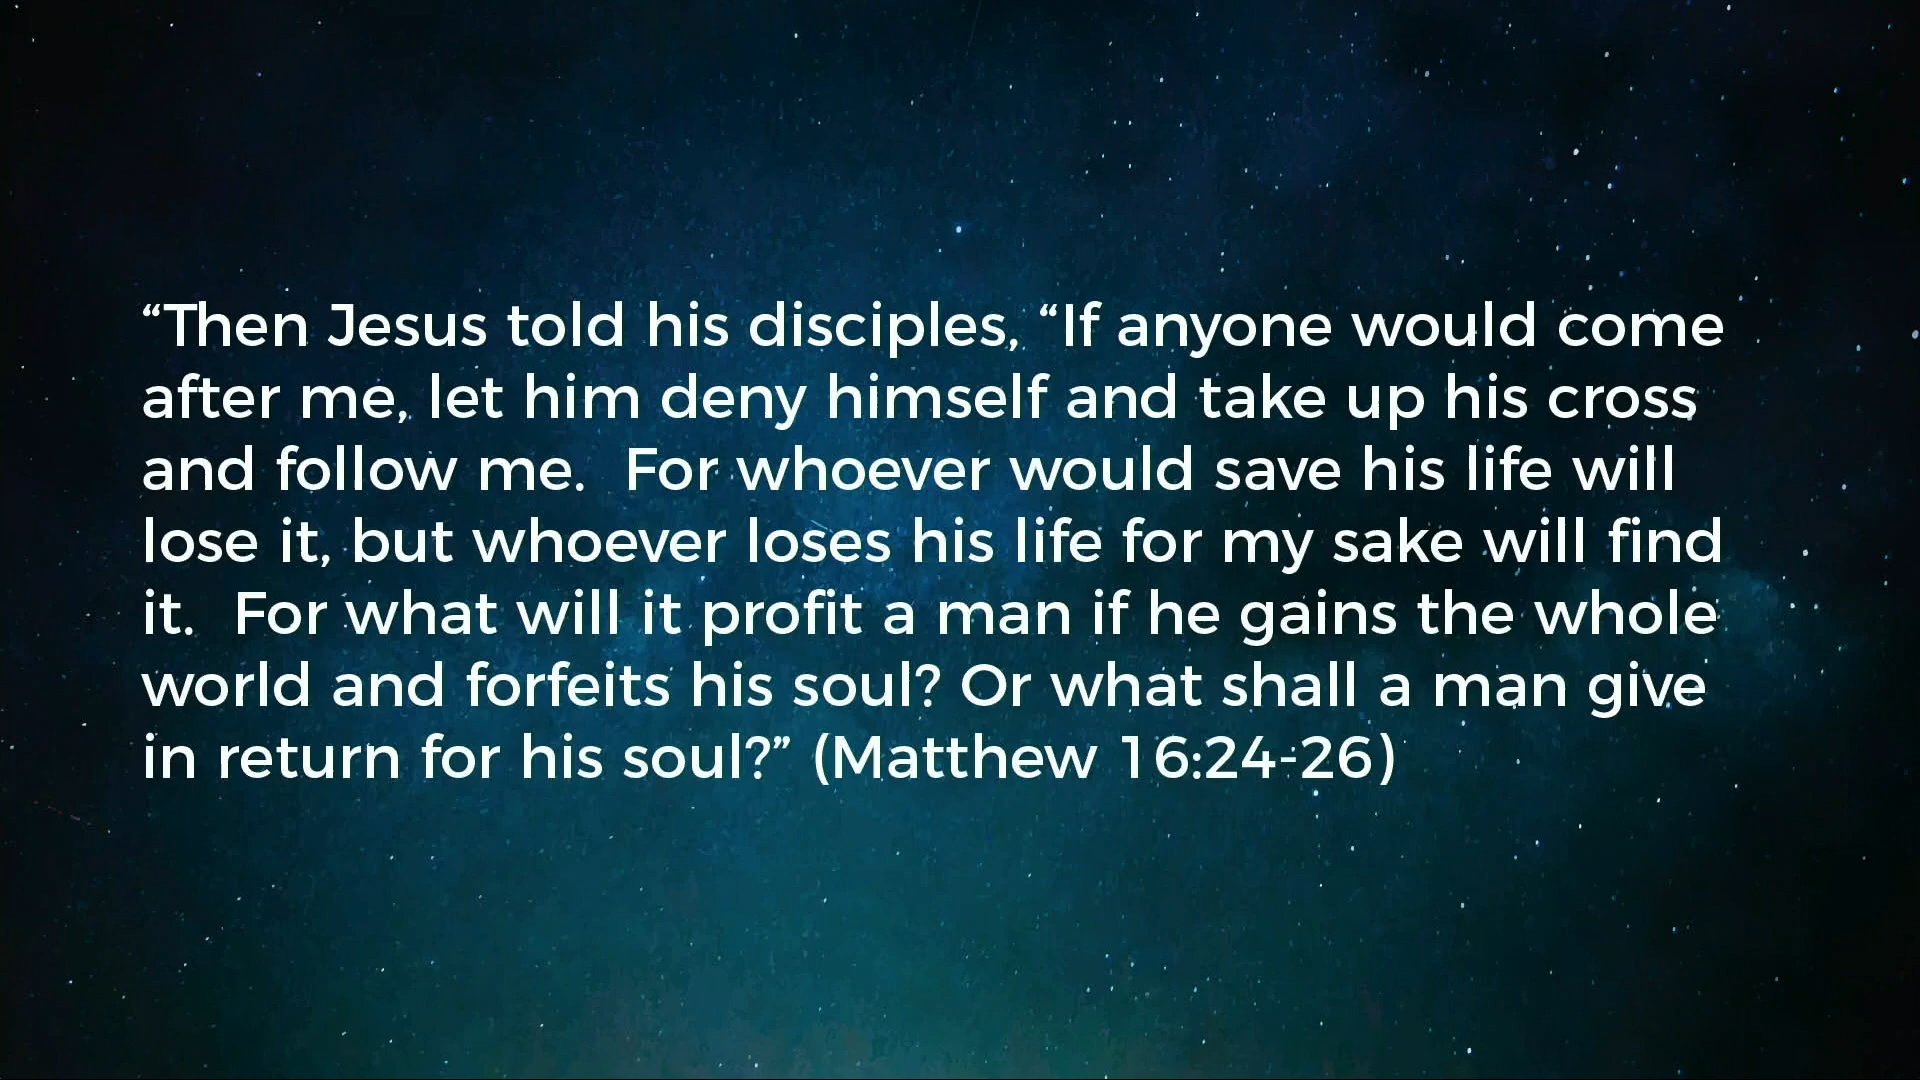 “Then Jesus told his disciples, “If anyone would come
after me, let him deny himself and take up his cross
and follow me.  For whoever would save his life will
lose it, but whoever loses his life for my sake will find
it.  For what will it profit a man if he gains the whole
world and forfeits his soul? Or what shall a man give
in return for his soul?” (Matthew 16:24-26)